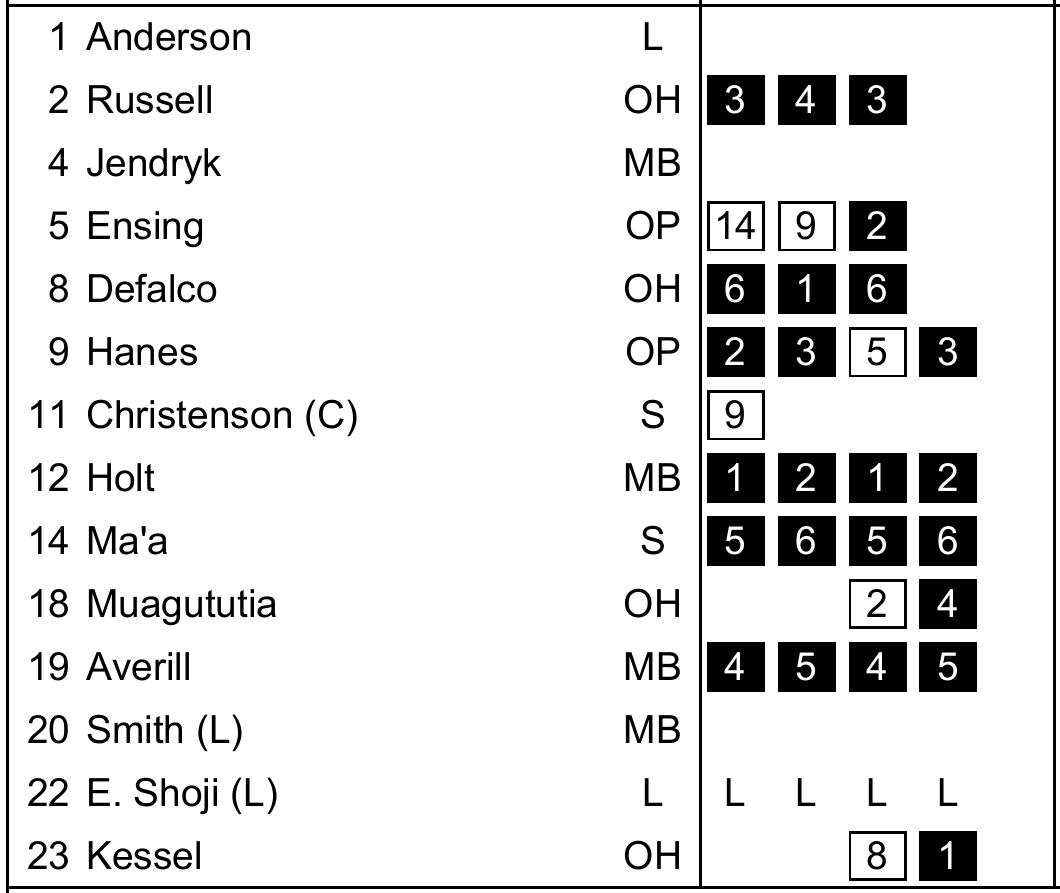 1 Anderson L
2 Russell OH 3 4 3
4 Jendryk MB
5 Ensing OP 14 9 2
8 Defalco OH 6 1 6
9 Hanes OP 2 3 5 3
11 Christenson (C) S 9
12 Holt MB 1 2 1 2
14 Ma'a S 5 6 5 6
18 Muagututia OH 2 4
19 Averill MB 4 5 4 5
20 Smith (L) MB
22 E. Shoji (L) L L L L L
23 Kessel OH 8 1